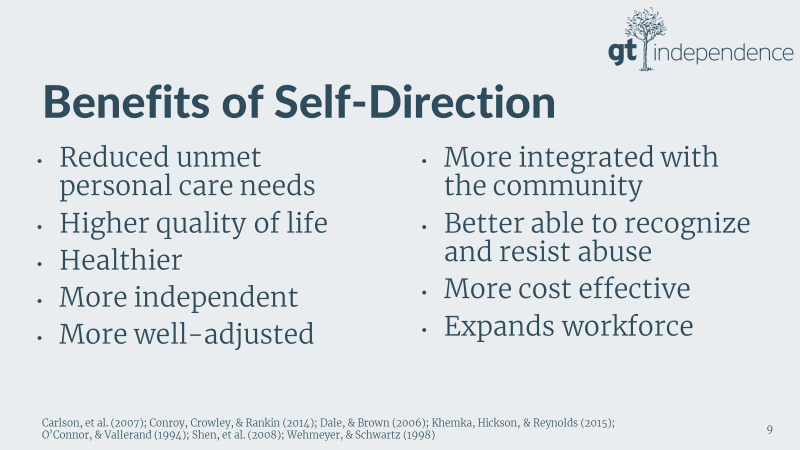 gt independence
Benefits of Self-Direction
• Reduced unmet
personal care needs
• Higher quality of life
• Healthier
• More independent
• More well-adjusted
• More integrated with
the community
• Better able to recognize
and resist abuse
• More cost effective
• Expands workforce
Carlson, et al. (2007); Conroy, Crowley, & Rankin (2014); Dale, & Brown (2006); Khemka, Hickson, & Reynolds (2015);
O’Connor, & Vallerand (1994); Shen, et al. (2008); Wehmeyer, & Schwartz (1998)
9